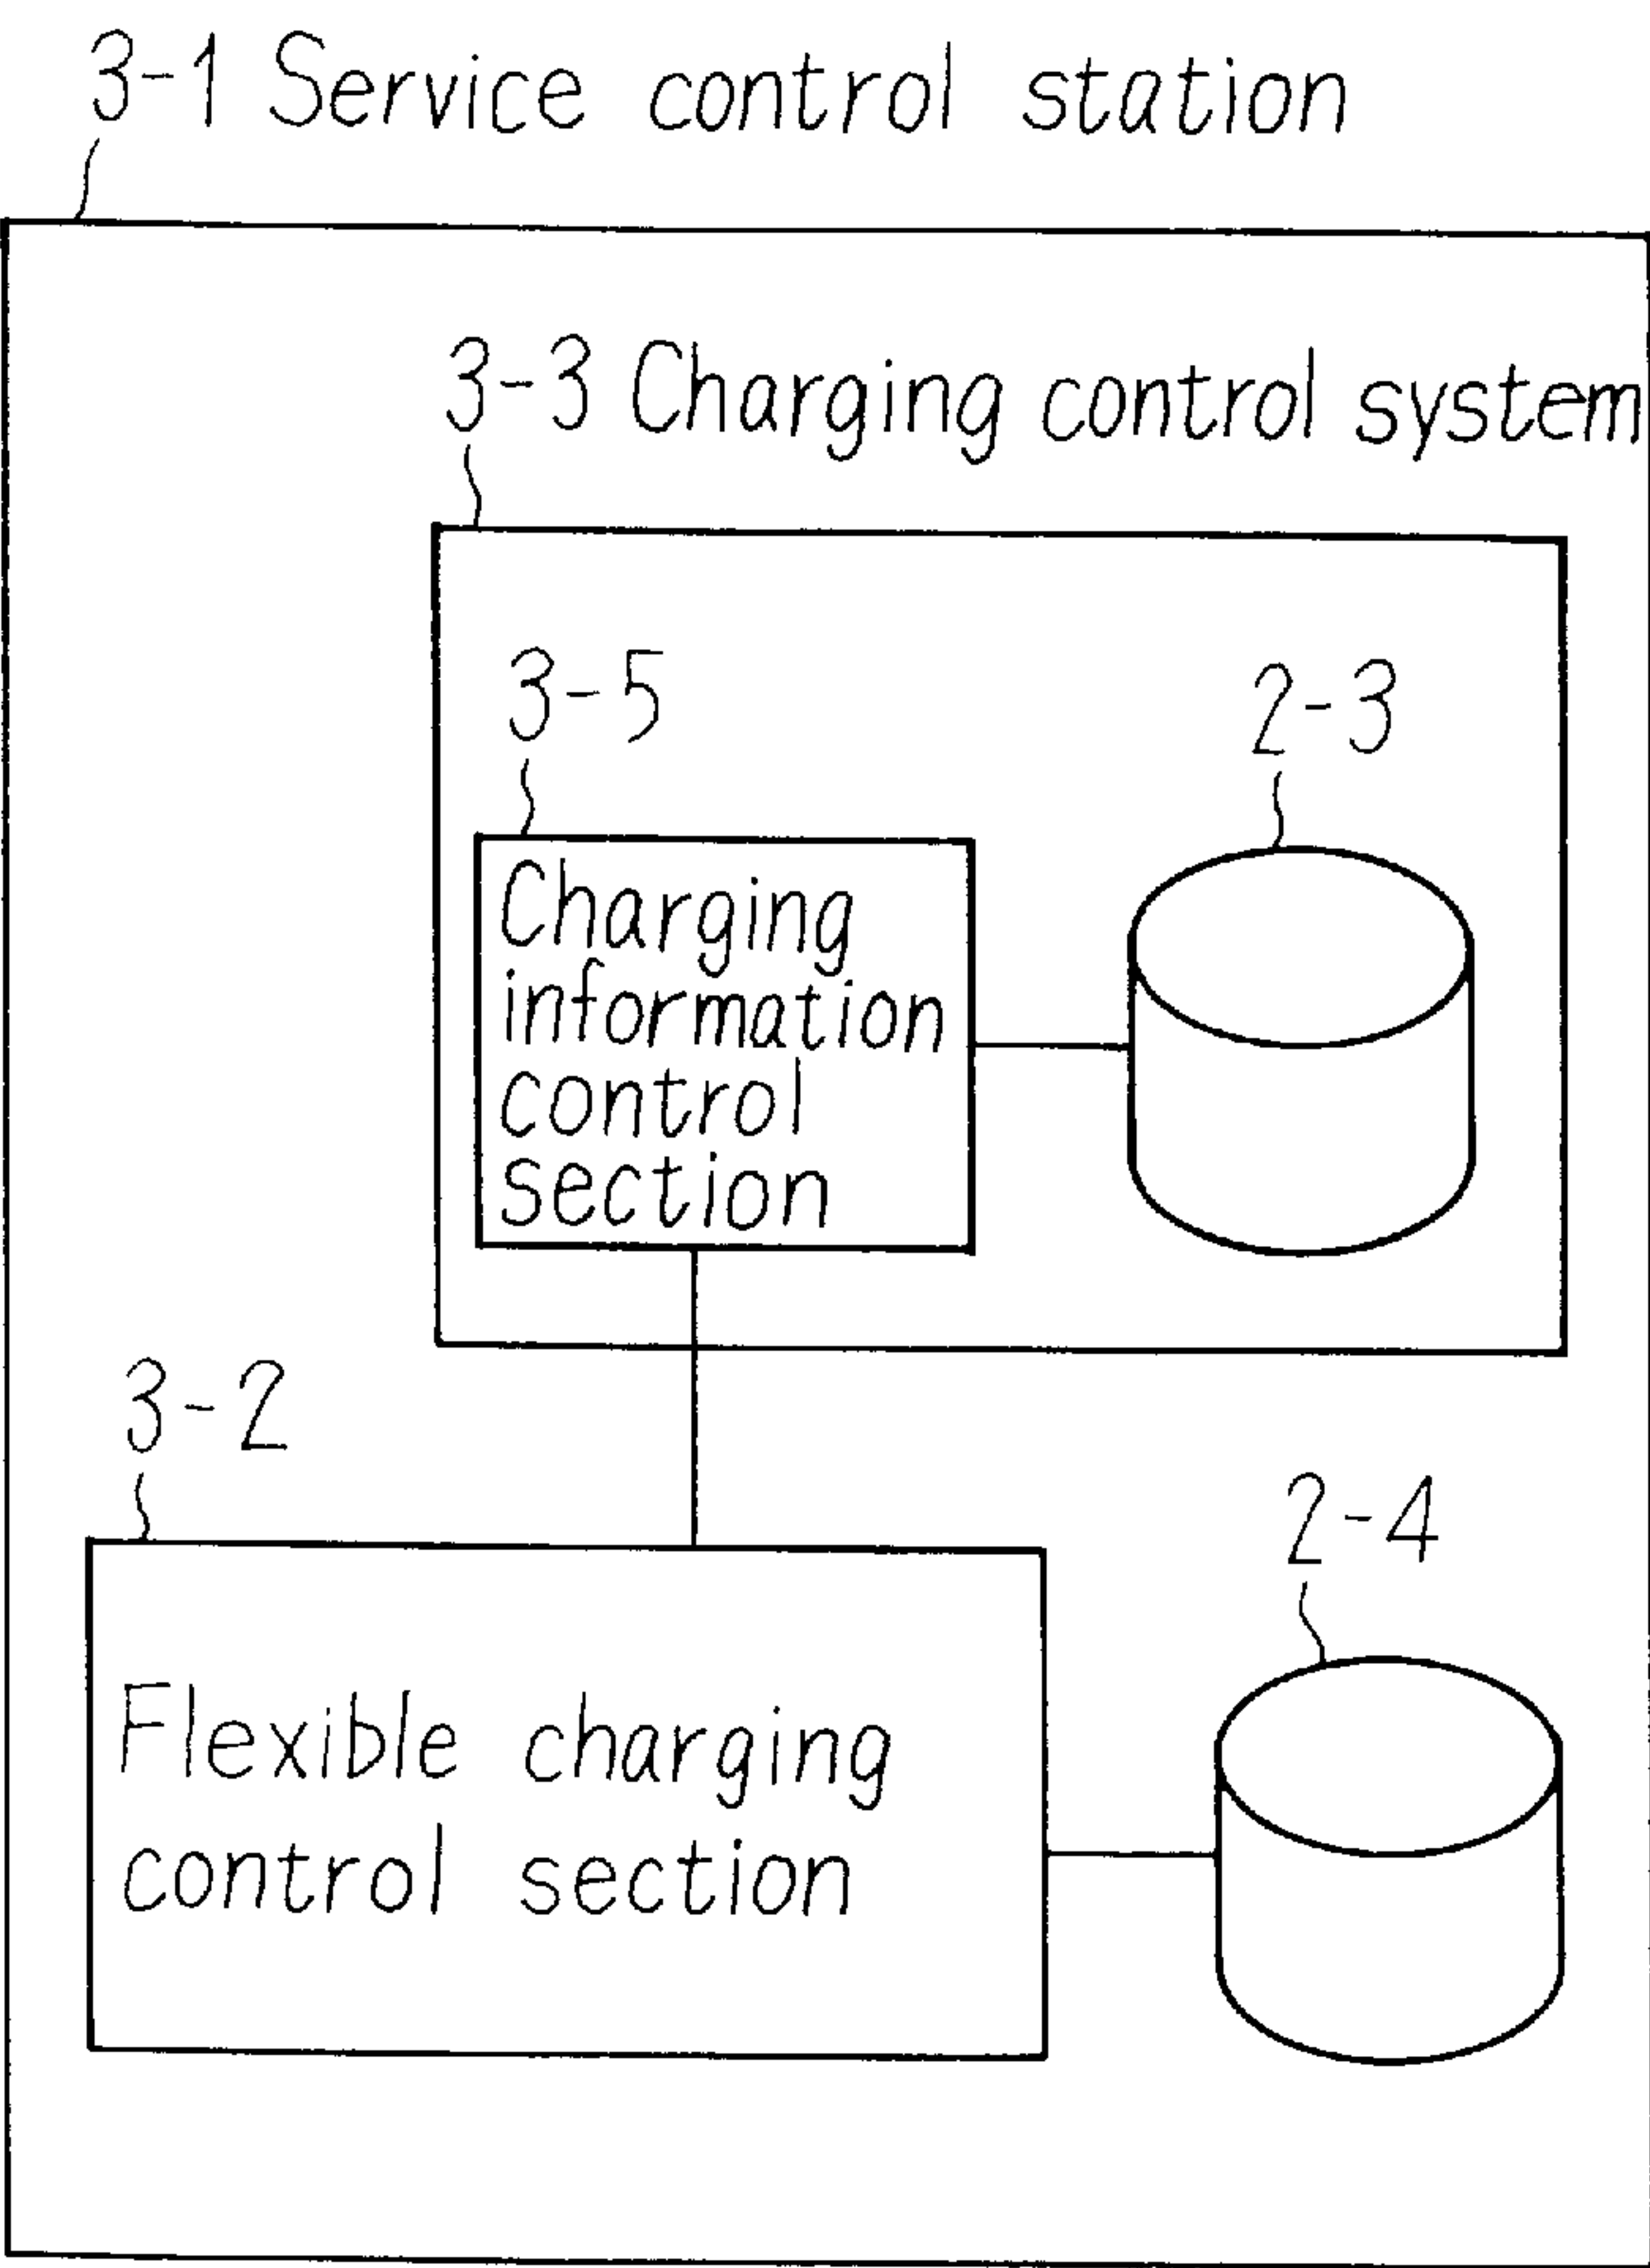 3-1 Service control station
3-3 Charging control system
3-5
2-3
Charging
information
control
section
3-2
2-4
Flexible charging
control section